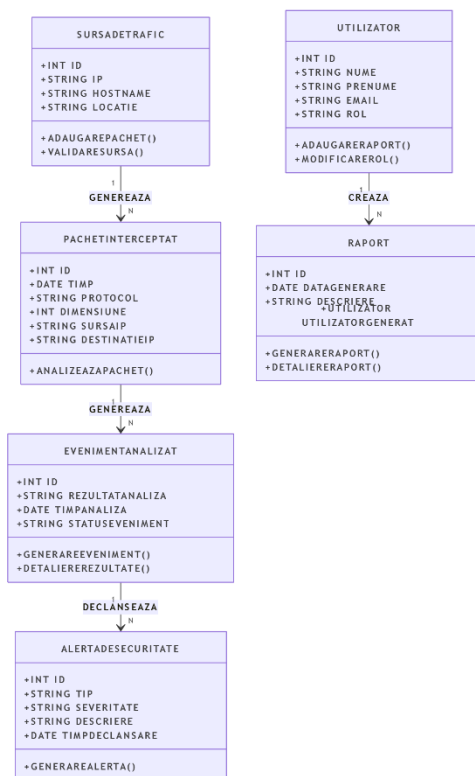 SURSADETRAFIC
+INT ID
+STRING IP
+STRING HOSTNAME
+STRING LOCATIE
+ADAUGAREPACHET()
+VALIDARESURSA()
1
GENEREAZA
N
PACHETINTERCEPTAT
+INT ID
+DATE TIMP
+STRING PROTOCOL
+INT DIMENSIUNE
+STRING SURSAIP
+STRING DESTINATIEIP
+ANALIZEAZAPACHET()
1
GENEREAZA
N
EVENIMENTANALIZAT
+INT ID
+STRING REZULTATANALIZA
+DATE TIMPANALIZA
+STRING STATUSEVENIMENT
+GENERAREEVENIMENT()
+DETALIEREREZULTATE()
1
DECLANSEAZA
N
ALERTADESECURITATE
+INT ID
+STRING TIP
+STRING SEVERITATE
+STRING DESCRIERE
+DATE TIMPDECLANSARE
+GENERAREALERTA()
UTILIZATOR
+INT ID
+STRING NUME
+STRING PRENUME
+STRING EMAIL
+STRING ROL
+ADAUGARERAPORT()
+MODIFICAREROL()
1
CREAZA
N
RAPORT
+INT ID
+DATE DATAGENERARE
+STRING DESCRIERE
+UTILIZATOR
UTILIZATORGENERAT
+GENERARERAPORT()
+DETALIERERAPORT()